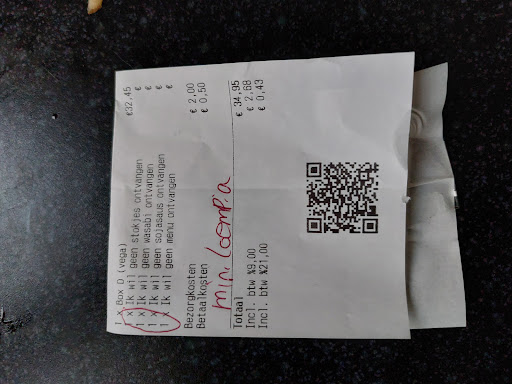 1 x Box D (vega) €32,45
1 x Ik wil geen stokjes ontvangen €
1 x Ik wil geen wasabi ontvangen €
1 x Ik wil geen sojasaus ontvangen €
1 x Ik wil geen menu ontvangen €
Bezorgkosten € 2,00
Betaalkosten € 0,50
mini loempia
Totaal € 34,95
Incl. btw %9,00 € 2,68
Incl. btw %21,00 € 0,43